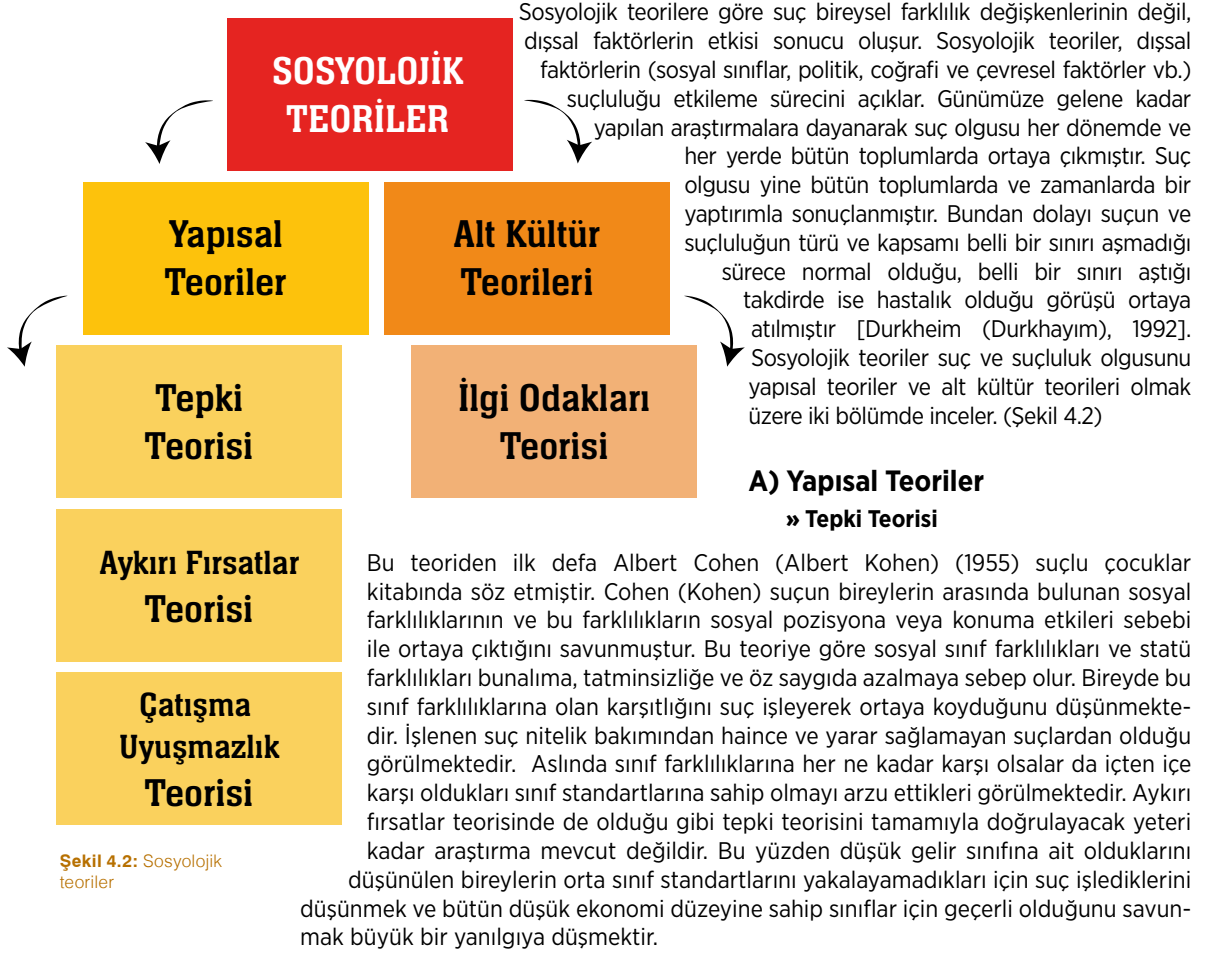 SOSYOLOJİK
TEORİLER
Yapısal
Teoriler
Alt Kültür
Teorileri
Tepki
Teorisi
İlgi Odakları
Teorisi
Aykırı Fırsatlar
Teorisi
Çatışma
Uyuşmazlık
Teorisi
Şekil 4.2: Sosyolojik
teoriler
Sosyolojik teorilere göre suç bireysel farklılık değişkenlerinin değil,
dışsal faktörlerin etkisi sonucu oluşur. Sosyolojik teoriler, dışsal
faktörlerin (sosyal sınıflar, politik, coğrafi ve çevresel faktörler vb.)
suçluluğu etkileme sürecini açıklar. Günümüze gelene kadar
yapılan araştırmalara dayanarak suç olgusu her dönemde ve
her yerde bütün toplumlarda ortaya çıkmıştır. Suç
olgusu yine bütün toplumlarda ve zamanlarda bir
yaptırımla sonuçlanmıştır. Bundan dolayı suçun ve
suçluluğun türü ve kapsamı belli bir sınırı aşmadığı
sürece normal olduğu, belli bir sınırı aştığı
takdirde ise hastalık olduğu görüşü ortaya
atılmıştır [Durkheim (Durkhayım), 1992].
Sosyolojik teoriler suç ve suçluluk olgusunu
yapısal teoriler ve alt kültür teorileri olmak
üzere iki bölümde inceler. (Şekil 4.2)
A) Yapısal Teoriler
» Tepki Teorisi
Bu teoriden ilk defa Albert Cohen (Albert Kohen) (1955) suçlu çocuklar
kitabında söz etmiştir. Cohen (Kohen) suçun bireylerin arasında bulunan sosyal
farklılıklarının ve bu farklılıkların sosyal pozisyona veya konuma etkileri sebebi
ile ortaya çıktığını savunmuştur. Bu teoriye göre sosyal sınıf farklılıkları ve statü
farklılıkları bunalıma, tatminsizliğe ve öz saygıda azalmaya sebep olur. Bireyde bu
sınıf farklılıklarına olan karşıtlığını suç işleyerek ortaya koyduğunu düşünmekte-
dir. İşlenen suç nitelik bakımından haince ve yarar sağlamayan suçlardan olduğu
görülmektedir. Aslında sınıf farklılıklarına her ne kadar karşı olsalar da içten içe
karşı oldukları sınıf standartlarına sahip olmayı arzu ettikleri görülmektedir. Aykırı
fırsatlar teorisinde de olduğu gibi tepki teorisini tamamıyla doğrulayacak yeteri
kadar araştırma mevcut değildir. Bu yüzden düşük gelir sınıfına ait olduklarını
düşünülen bireylerin orta sınıf standartlarını yakalayamadıkları için suç işlediklerini
düşünmek ve bütün düşük ekonomi düzeyine sahip sınıflar için geçerli olduğunu savun-
mak büyük bir yanılgıya düşmektir.